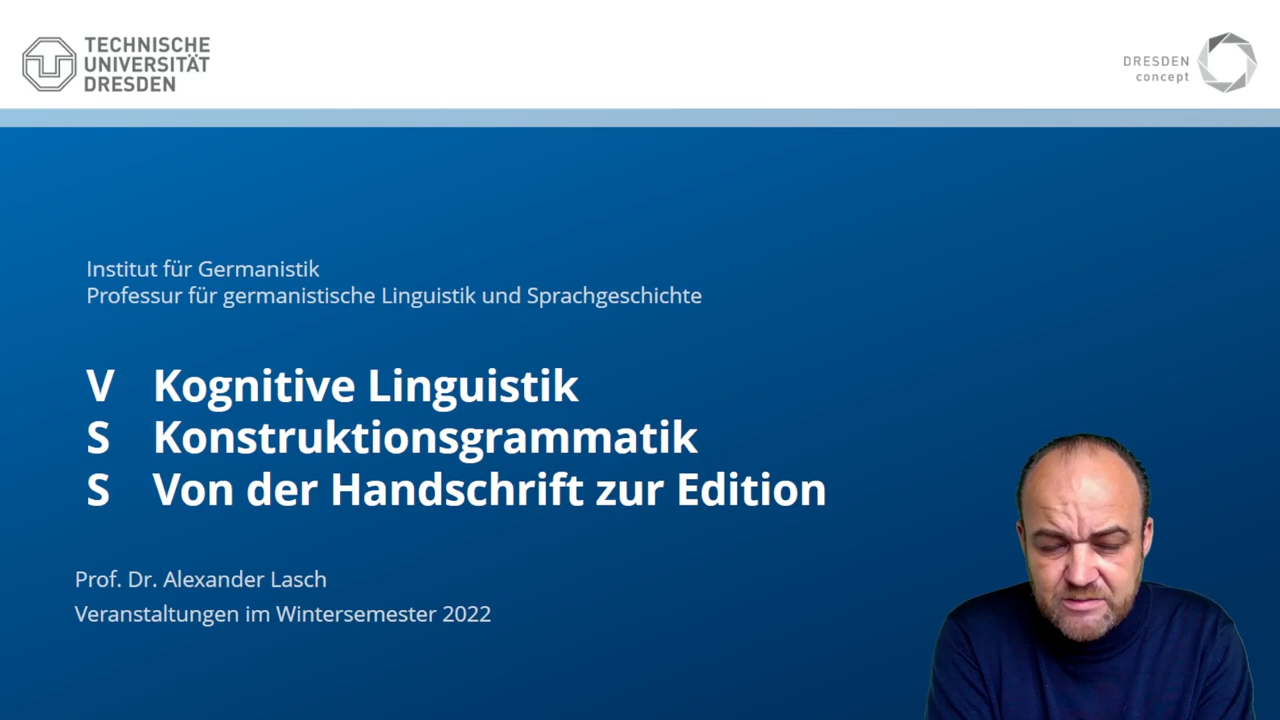 TECHNISCHE
UNIVERSITÄT
DRESDEN
DRESDEN
concept
Institut für Germanistik
Professur für germanistische Linguistik und Sprachgeschichte
V Kognitive Linguistik
S Konstruktionsgrammatik
S Von der Handschrift zur Edition
Prof. Dr. Alexander Lasch
Veranstaltungen im Wintersemester 2022